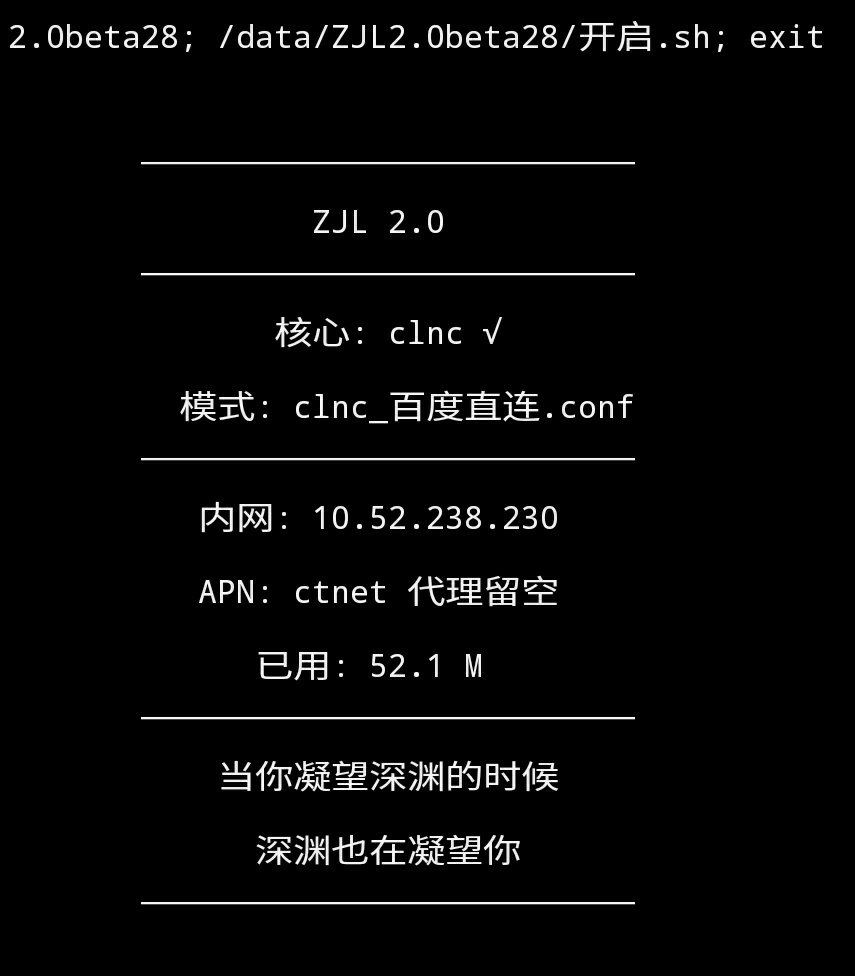 2.0beta28; /data/ZJL2.0beta28/开启.sh; exit
ZJL 2.0
核心: clnc √
模式: clnc_百度直连.conf
内网: 10.52.238.230
APN: ctnet 代理留空
已用: 52.1 M
当你凝望深渊的时候
深渊也在凝望你